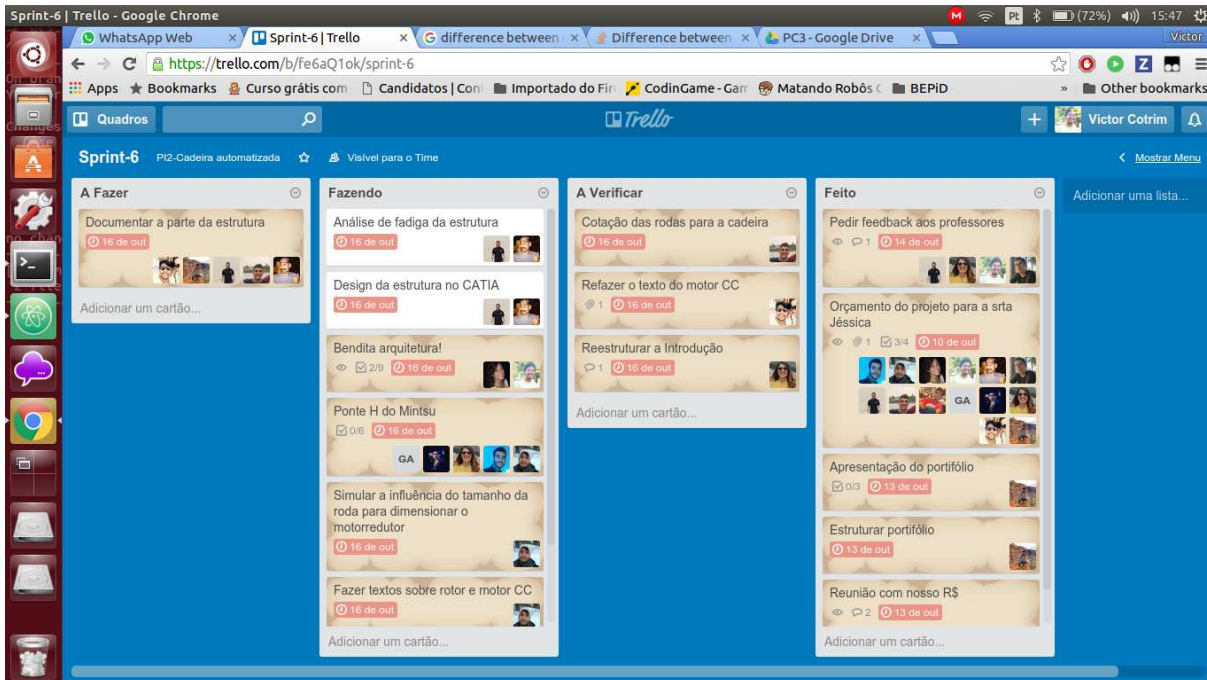 Sprint-6 | Trello - Google Chrome
Pt
(72%)
15:47
WhatsApp Web
Sprint-6 | Trello
difference between
Difference between
PC3 - Google Drive
Victor
https://trello.com/b/fe6aQ1ok/sprint-6
Apps
Bookmarks
Curso grátis com
Candidatos | Con
Importado do Fir
CodinGame - Gam
Matando Robôs
BEPiD
»
Other bookmarks
Quadros
Trello
+
Victor Cotrim
Sprint-6
PI2-Cadeira automatizada
Visível para o Time
Mostrar Menu
A Fazer
Documentar a parte da estrutura
16 de out
Adicionar um cartão...
Fazendo
Análise de fadiga da estrutura
16 de out
Design da estrutura no CATIA
16 de out
Bendita arquitetura!
2/9
16 de out
Ponte H do Mintsu
0/6
16 de out
GA
Simular a influência do tamanho da
roda para dimensionar o
motorredutor
16 de out
Fazer textos sobre rotor e motor CC
16 de out
Adicionar um cartão...
A Verificar
Cotação das rodas para a cadeira
16 de out
Refazer o texto do motor CC
1
16 de out
Reestruturar a Introdução
1
16 de out
Adicionar um cartão...
Feito
Pedir feedback aos professores
1
14 de out
Orçamento do projeto para a srta
Jéssica
1
3/4
10 de out
GA
Apresentação do portifólio
0/3
13 de out
Estruturar portifólio
13 de out
Reunião com nosso R$
2
13 de out
Adicionar um cartão...
Adicionar uma lista...